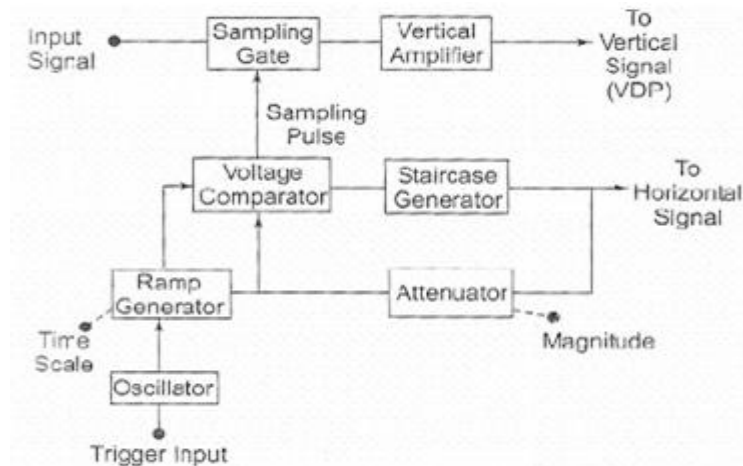 Input
Signal
Sampling
Gate
Vertical
Amplifier
To
Vertical
Signal
(VDP)
Sampling
Pulse
Voltage
Comparator
Staircase
Generator
To
Horizontal
Signal
Ramp
Generator
Attenuator
Time
Scale
Magnitude
Oscillator
Trigger Input